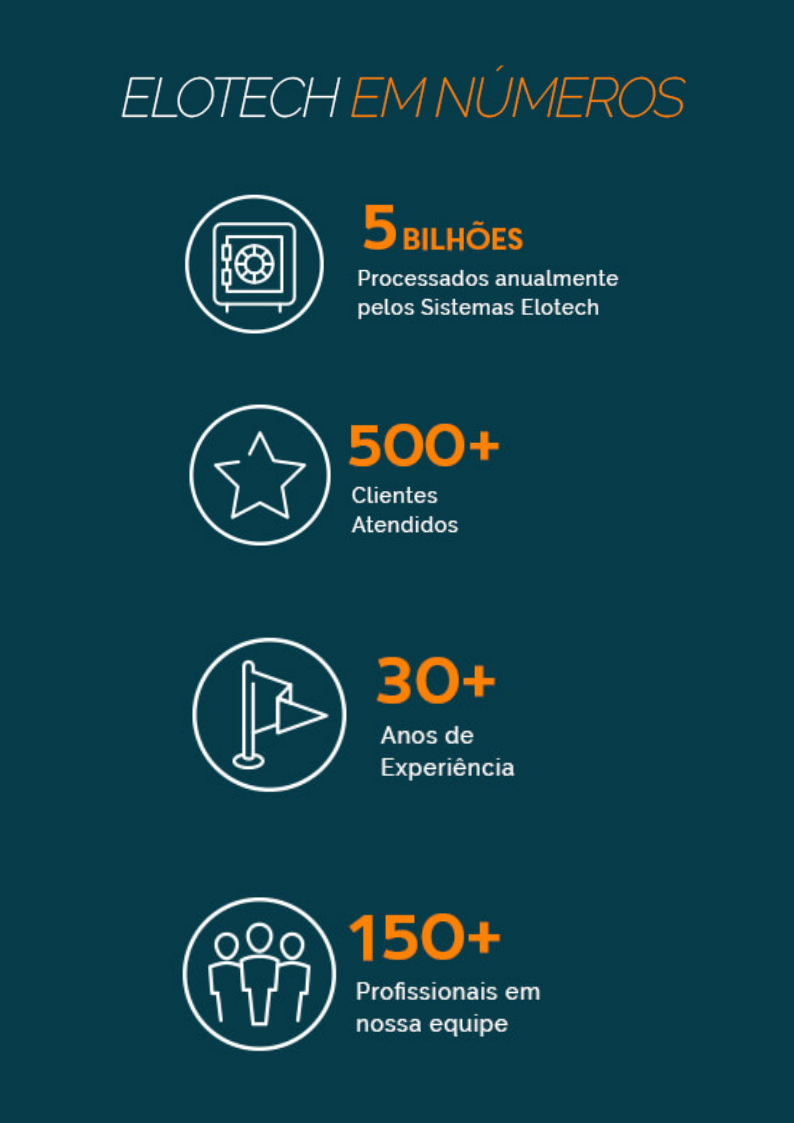 ELOTECH EM NÚMEROS
5 BILHÕES
Processados anualmente
pelos Sistemas Elotech
500+
Clientes
Atendidos
30+
Anos de
Experiência
150+
Profissionais em
nossa equipe